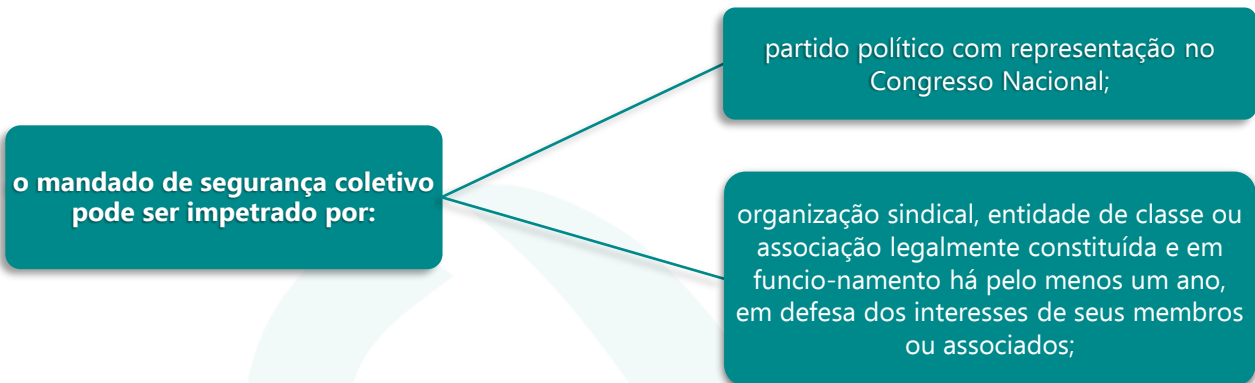 o mandado de segurança coletivo
pode ser impetrado por:
partido político com representação no
Congresso Nacional;
organização sindical, entidade de classe ou
associação legalmente constituída e em
funcio-namento há pelo menos um ano,
em defesa dos interesses de seus membros
ou associados;